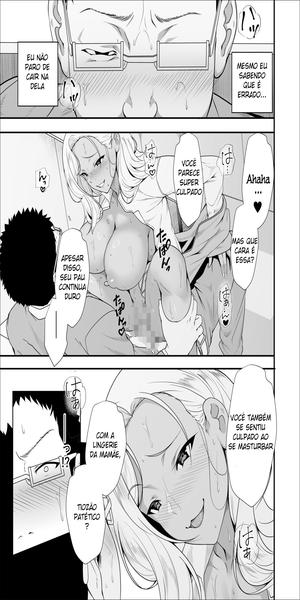 MESMO EU
SABENDO
QUE É
ERRADO...
EU NÃO
PARO DE
CAIR NA
DELA
Ahaha
...
♥
VOCÊ
PARECE
SUPER
CULPADO
MAS QUE
CARA É
ESSA?
APESAR
DISSO,
SEU PAU
CONTINUA
DURO
VOCÊ TAMBÉM
SE SENTIU
CULPADO AO
SE MASTURBAR
COM A
LINGERIE
DA MAMÃE,
TIOZÃO
PATÉTICO
?